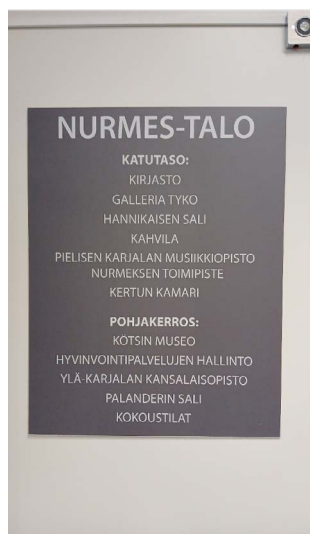 NURMES-TALO
KATUTASO:
KIRJASTO
GALLERIA TYKO
HANNIKAISEN SALI
KAHVILA
PIELISEN KARJALAN MUSIIKKIOPISTO
NURMEKSEN TOIMIPISTE
KERTUN KAMARI
POHJAKERROS:
KÖTSIN MUSEO
HYVINVOINTIPALVELUJEN HALLINTO
YLÄ-KARJALAN KANSALAISOPISTO
PALANDERIN SALI
KOKOUSTILAT